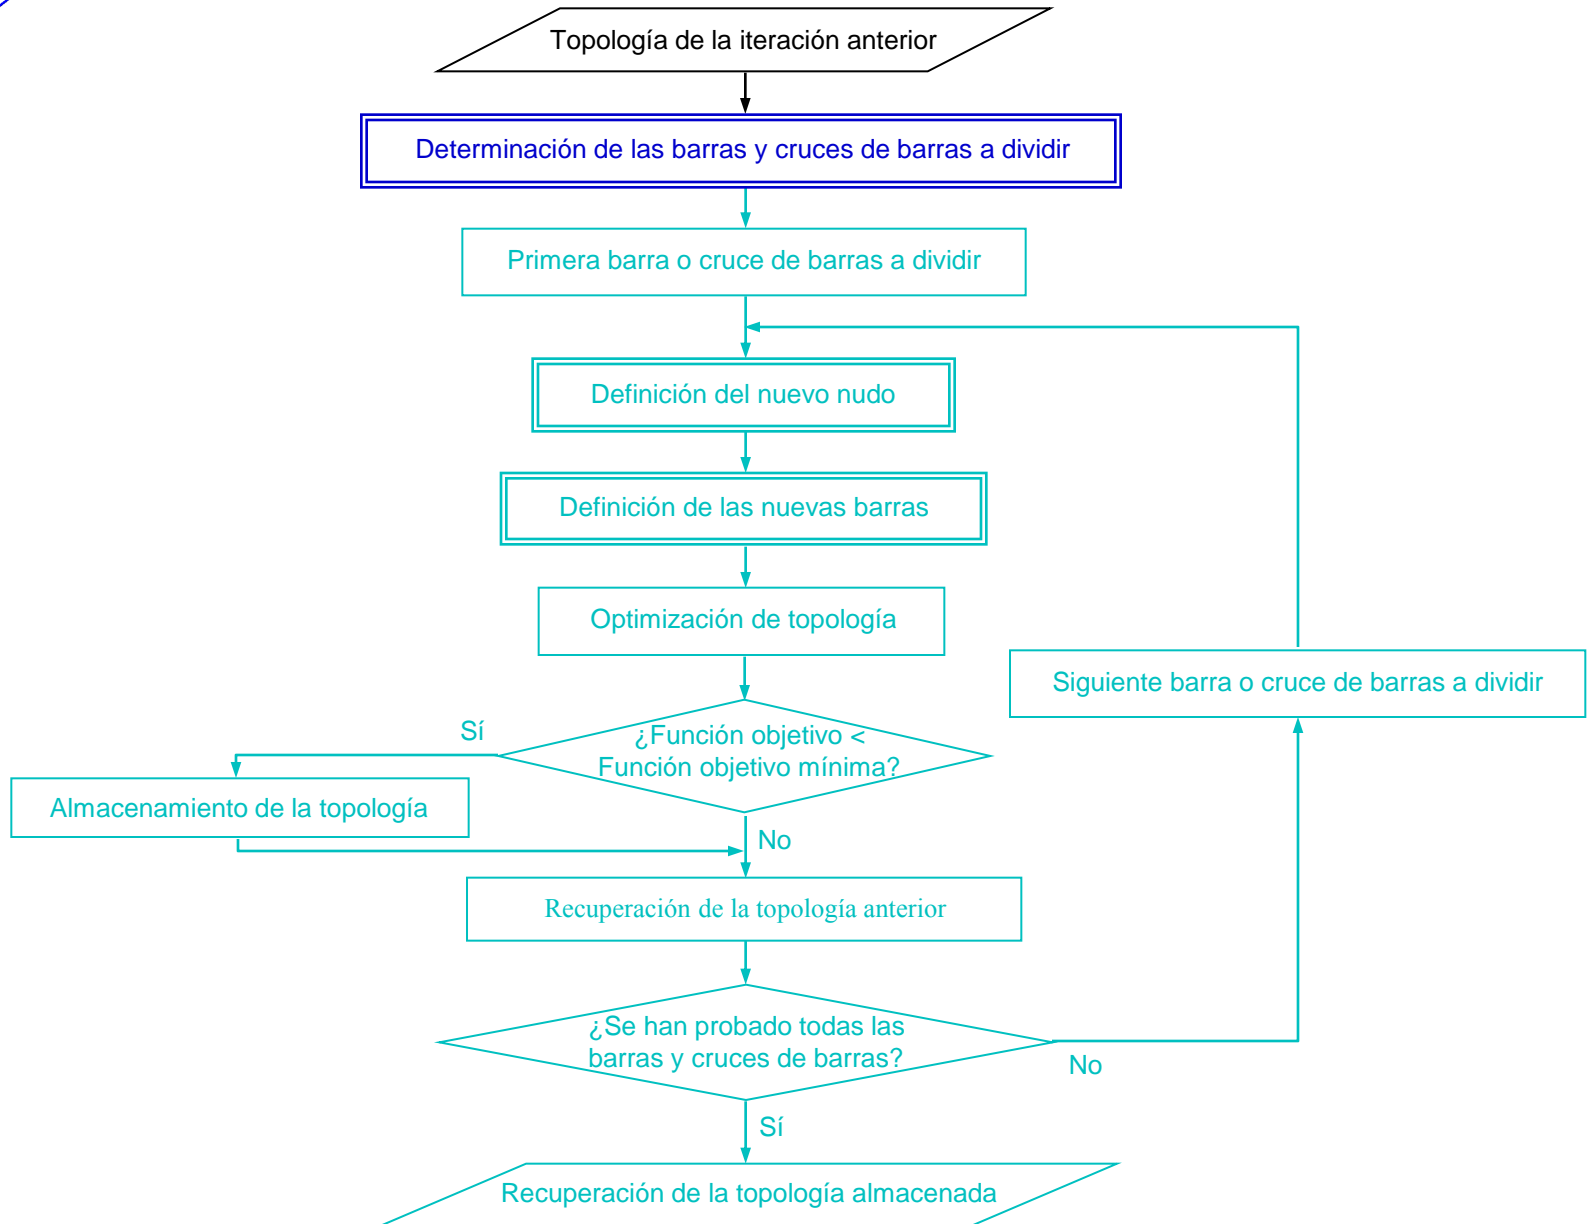 Topología de la iteración anterior
Determinación de las barras y cruces de barras a dividir
Primera barra o cruce de barras a dividir
Definición del nuevo nudo
Definición de las nuevas barras
Optimización de topología
Siguiente barra o cruce de barras a dividir
Sí
¿Función objetivo <
Función objetivo mínima?
Almacenamiento de la topología
No
Recuperación de la topología anterior
¿Se han probado todas las
barras y cruces de barras?
No
Sí
Recuperación de la topología almacenada